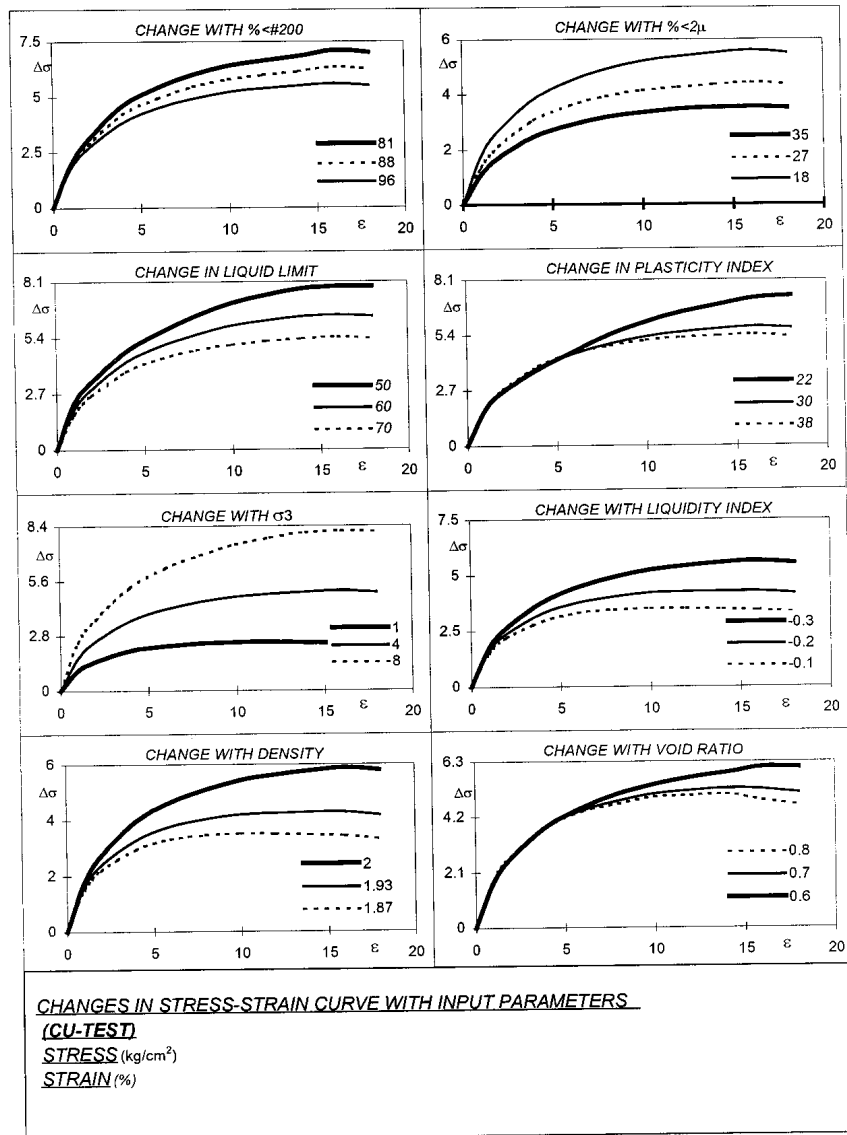 CHANGE WITH %<#200
7.5
Δσ
5
2.5
0
81
88
96
0 5 10 15 ε 20
CHANGE WITH %<2μ
6
Δσ
4
2
0
35
27
18
0 5 10 15 ε 20
CHANGE IN LIQUID LIMIT
8.1
Δσ
5.4
2.7
0
50
60
70
0 5 10 15 ε 20
CHANGE IN PLASTICITY INDEX
8.1
Δσ
5.4
2.7
0
22
30
38
0 5 10 15 ε 20
CHANGE WITH σ3
8.4
Δσ
5.6
2.8
0
1
4
8
0 5 10 15 ε 20
CHANGE WITH LIQUIDITY INDEX
7.5
Δσ
5
2.5
0
-0.3
-0.2
-0.1
0 5 10 15 ε 20
CHANGE WITH DENSITY
6
Δσ
4
2
0
2
1.93
1.87
0 5 10 15 ε 20
CHANGE WITH VOID RATIO
6.3
Δσ
4.2
2.1
0
0.8
0.7
0.6
0 5 10 15 ε 20
CHANGES IN STRESS-STRAIN CURVE WITH INPUT PARAMETERS
(CU-TEST)
STRESS (kg/cm²)
STRAIN (%)